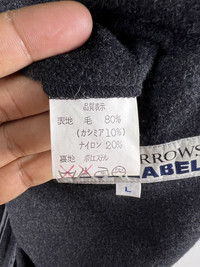 品質表示
表地 毛 80%
(カシミア10%)
ナイロン 20%
裏地 ポリエステル
RROWS
ABEL
L